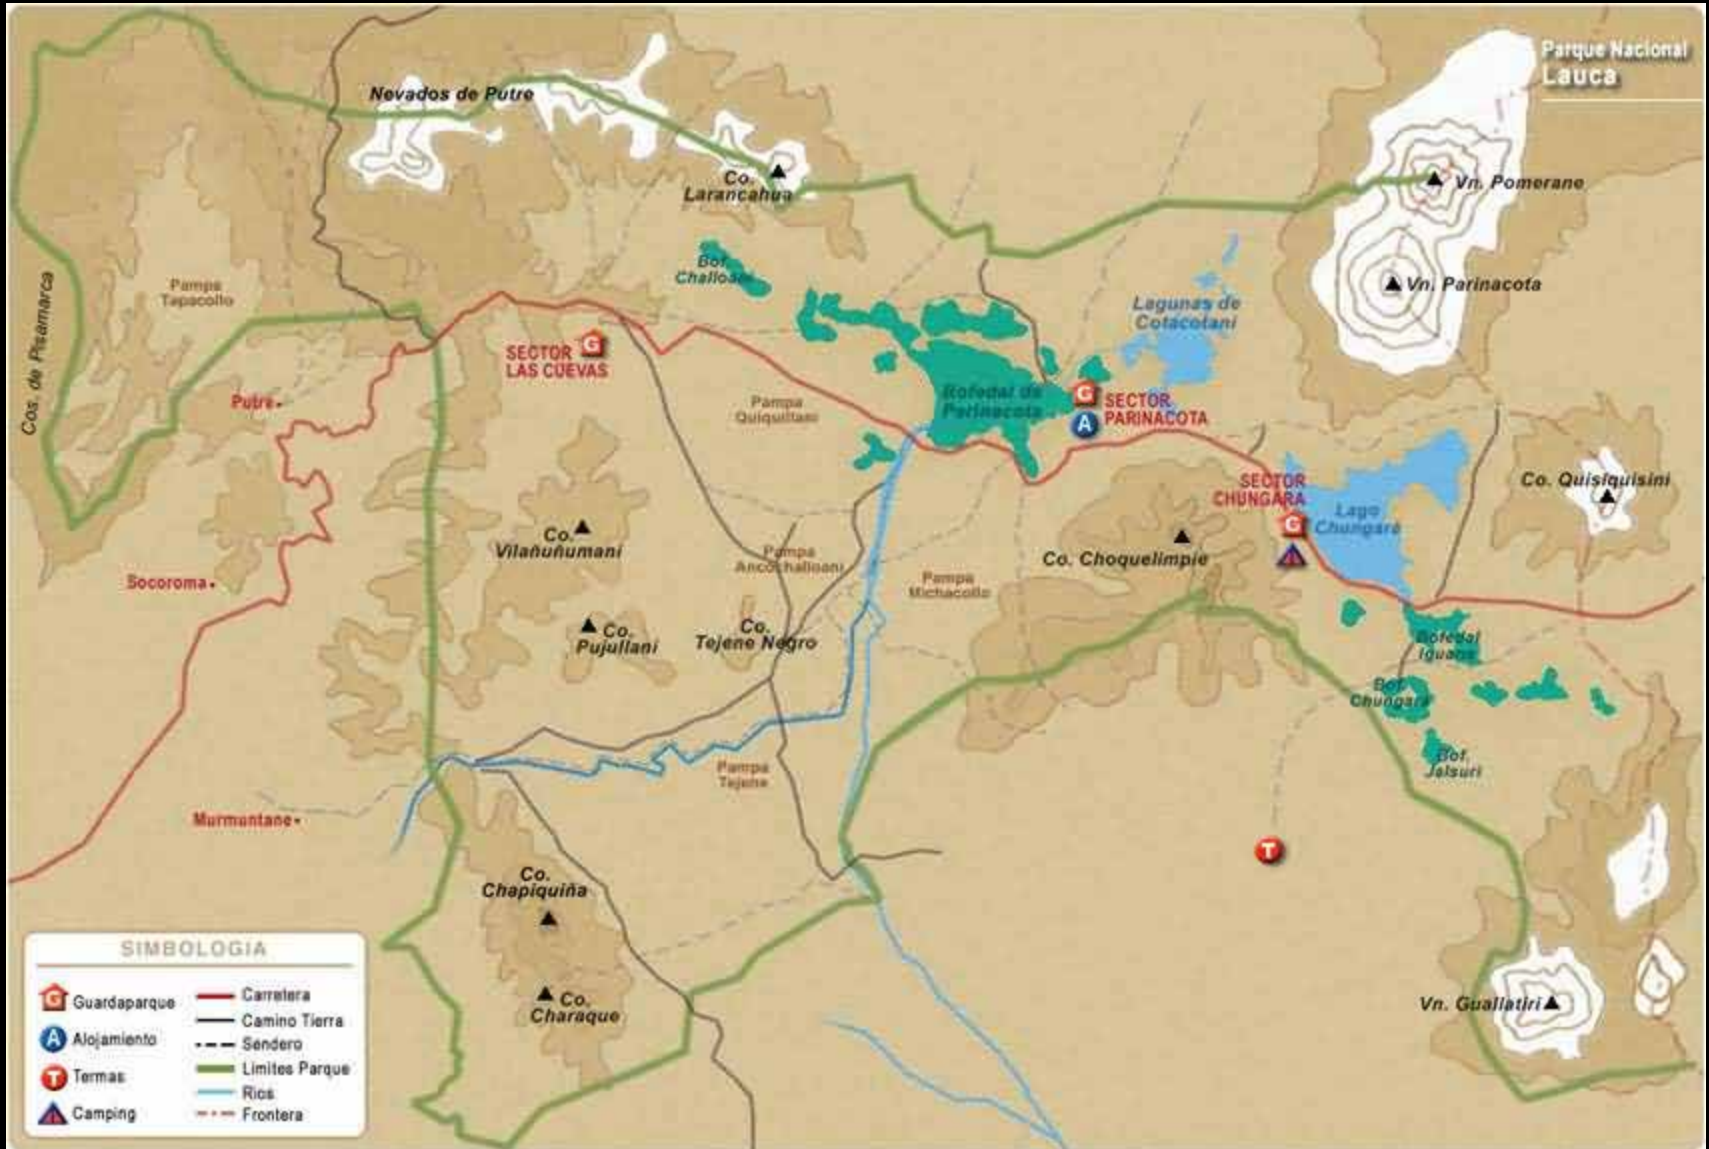 Parque Nacional
Lauca
Nevados de Putre
Co.
Larancahua
Vn. Pomerane
Vn. Parinacota
Bof.
Challoani
Lagunas de
Cotacotani
Pampa
Tapacollo
Cos. de Pisamarca
SECTOR
LAS CUEVAS
Putre
Pampa
Quiquillani
Bofedal de
Parinacota
SECTOR
PARINACOTA
SECTOR
CHUNGARA
Lago
Chungará
Co. Quisiquisini
Co.
Vilañuñumani
Pampa
Ancochalloani
Co. Choquelimpie
Pampa
Michacollo
Socoroma
Co.
Pujullani
Co.
Tejene Negro
Bofedal
Iguane
Bof.
Chungará
Bof.
Jalsuri
Pampa
Tejene
Murmuntane
T
Co.
Chapiquiña
Co.
Charaque
Vn. Guallatiri
SIMBOLOGIA
G Guardaparque
A Alojamiento
T Termas
Camping
Carretera
Camino Tierra
Sendero
Limites Parque
Rios
Frontera